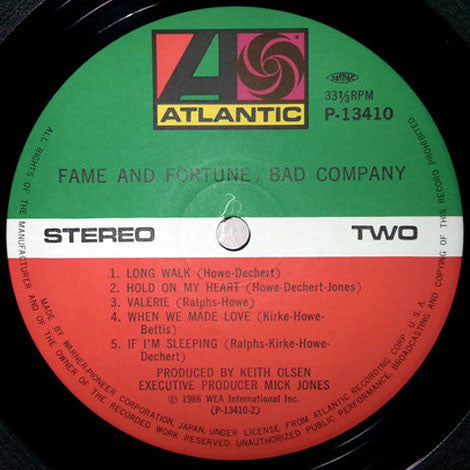 ATLANTIC
JASRAC
33⅓RPM
P-13410
FAME AND FORTUNE / BAD COMPANY
STEREO TWO
1. LONG WALK (Howe-Dechert)
2. HOLD ON MY HEART (Howe-Dechert-Jones)
3. VALERIE (Ralphs-Howe)
4. WHEN WE MADE LOVE (Kirke-Howe-
Bettis)
5. IF I'M SLEEPING (Ralphs-Kirke-Howe-
Dechert)
PRODUCED BY KEITH OLSEN
EXECUTIVE PRODUCER MICK JONES
℗ 1986 WEA International Inc.
(P-13410-2)
ALL RIGHTS OF THE MANUFACTURER AND OF THE OWNER OF THE RECORDED WORK RESERVED. UNAUTHORIZED PUBLIC PERFORMANCE, BROADCASTING AND COPYING OF THIS RECORD PROHIBITED
MADE BY WARNER-PIONEER CORPORATION, JAPAN, UNDER LICENSE FROM ATLANTIC RECORDING CORP., U.S.A.